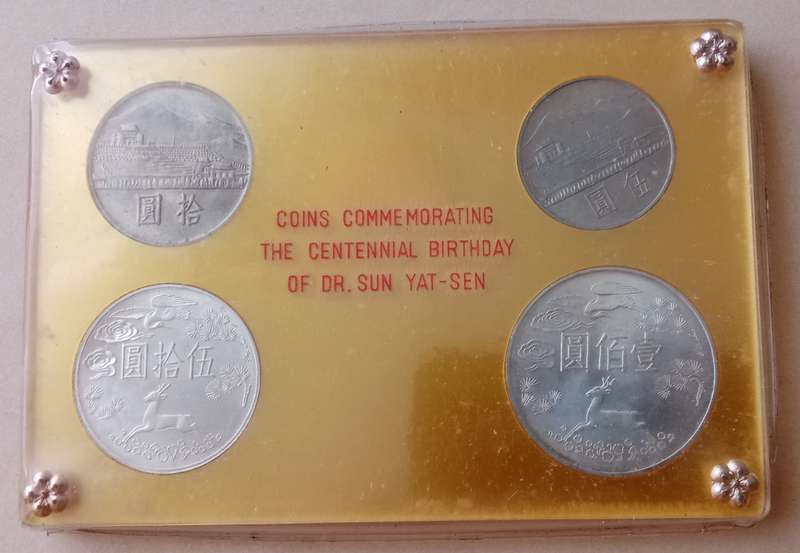 拾圓
伍圓
COINS COMMEMORATING
THE CENTENNIAL BIRTHDAY
OF DR. SUN YAT-SEN
伍拾圓
壹佰圓